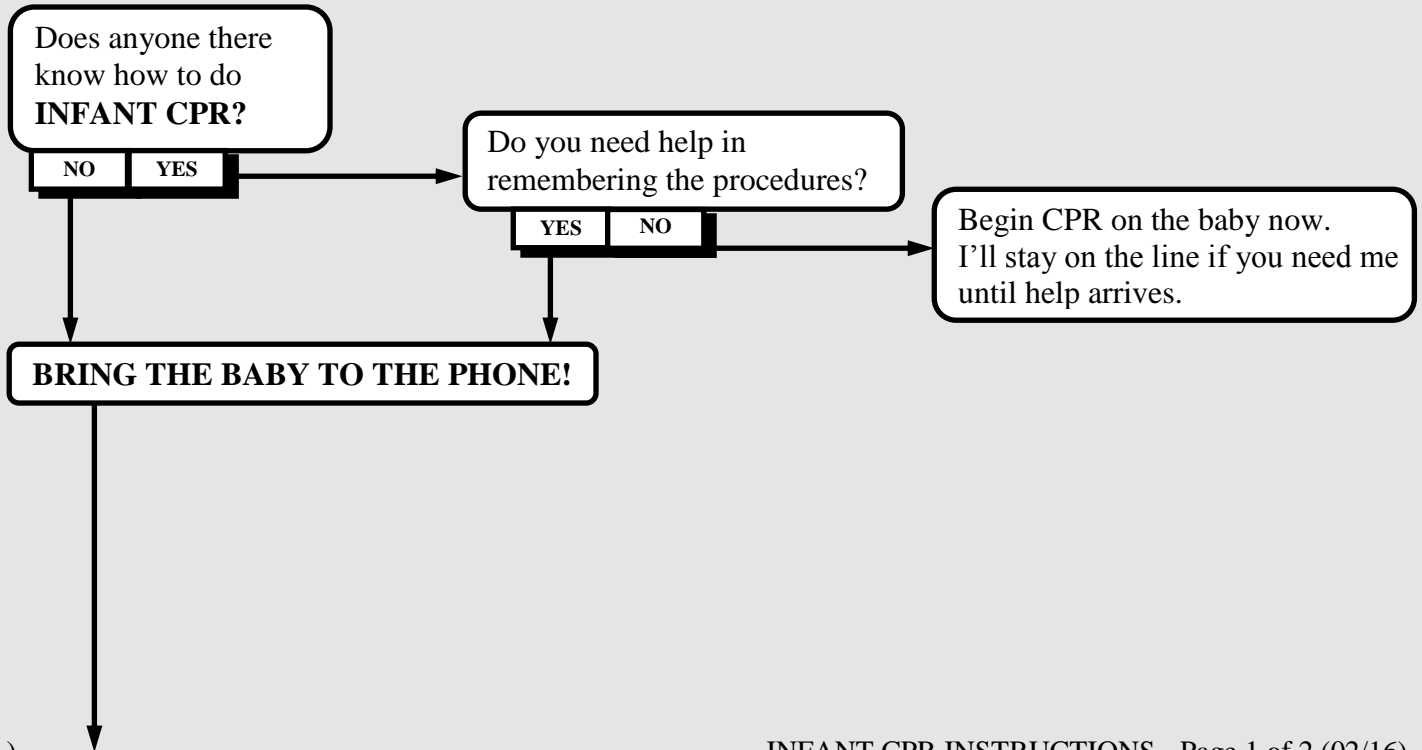 Does anyone there
know how to do
INFANT CPR?
NO YES
Do you need help in
remembering the procedures?
YES NO
Begin CPR on the baby now.
I'll stay on the line if you need me
until help arrives.
BRING THE BABY TO THE PHONE!
) INFANT CPR INSTRUCTIONS - Page 1 of 2 (02/16)